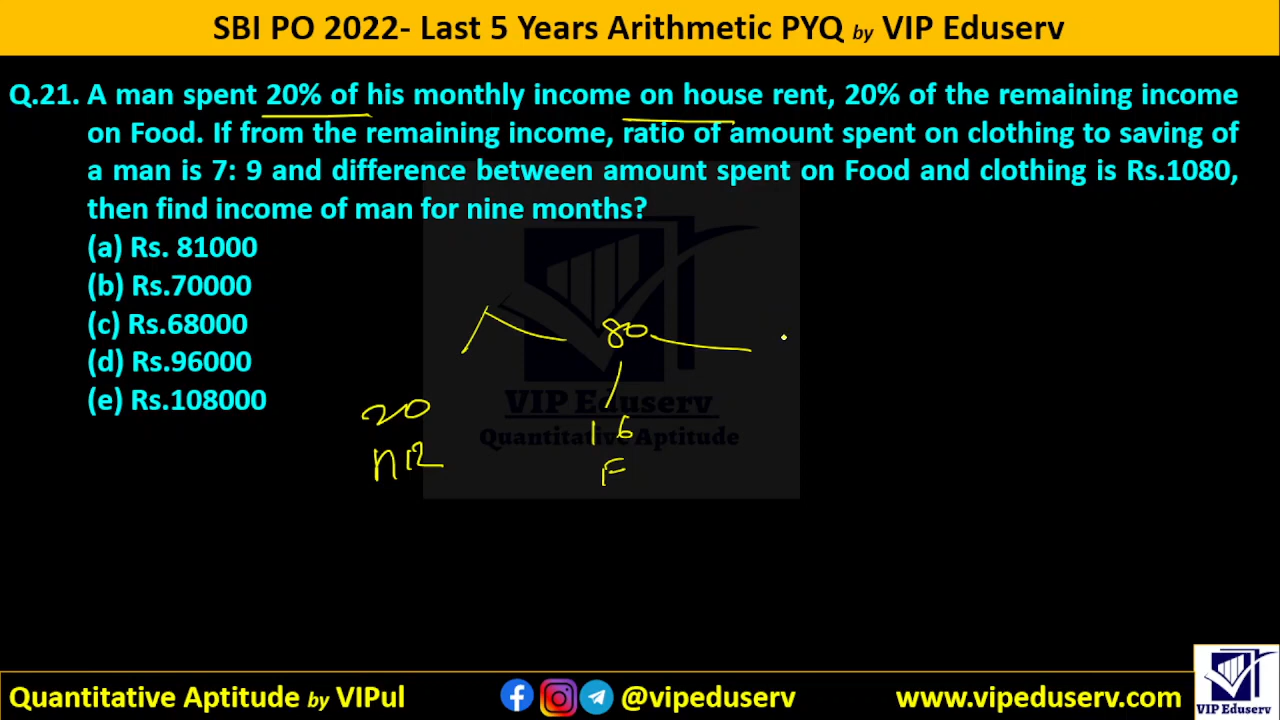 SBI PO 2022- Last 5 Years Arithmetic PYQ by VIP Eduserv
Q.21. A man spent 20% of his monthly income on house rent, 20% of the remaining income
on Food. If from the remaining income, ratio of amount spent on clothing to saving of
a man is 7: 9 and difference between amount spent on Food and clothing is Rs.1080,
then find income of man for nine months?
(a) Rs. 81000
(b) Rs.70000
(c) Rs.68000
(d) Rs.96000
(e) Rs.108000
80
20
16
F
VIP Eduserv
Quantitative Aptitude
Quantitative Aptitude by VIPul
@vipeduserv
www.vipeduserv.com
VIP Eduserv